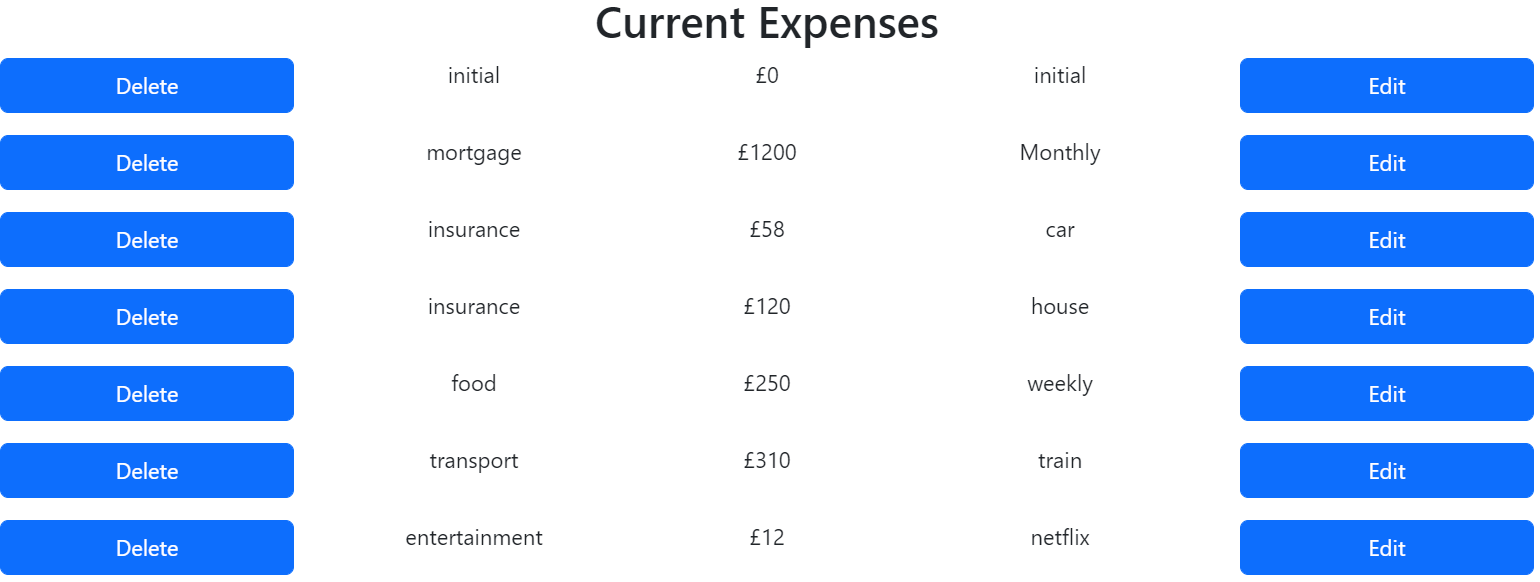 Current Expenses
Delete initial £0 initial Edit
Delete mortgage £1200 Monthly Edit
Delete insurance £58 car Edit
Delete insurance £120 house Edit
Delete food £250 weekly Edit
Delete transport £310 train Edit
Delete entertainment £12 netflix Edit